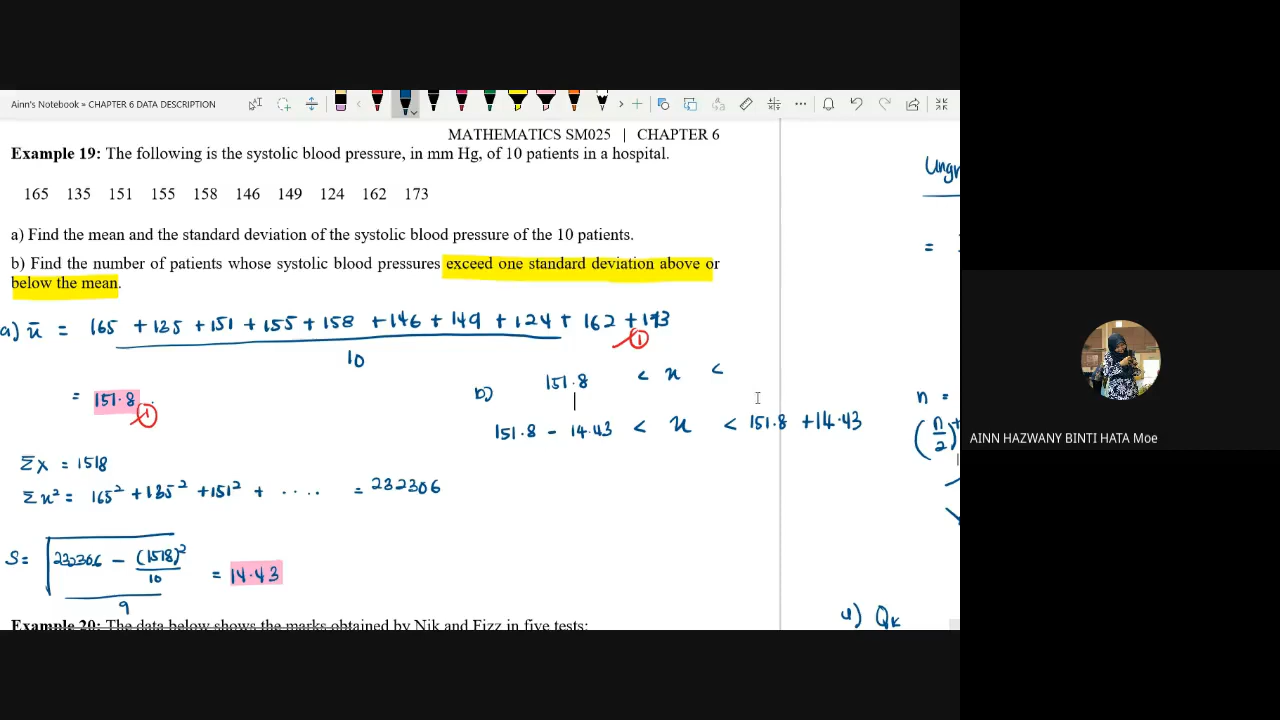 Ainn's Notebook » CHAPTER 6 DATA DESCRIPTION
MATHEMATICS SM025 | CHAPTER 6
Example 19: The following is the systolic blood pressure, in mm Hg, of 10 patients in a hospital.
165 135 151 155 158 146 149 124 162 173
a) Find the mean and the standard deviation of the systolic blood pressure of the 10 patients.
b) Find the number of patients whose systolic blood pressures exceed one standard deviation above or
below the mean.
a) x̄ = 165 + 135 + 151 + 155 + 158 + 146 + 149 + 124 + 162 + 173
10
①
= 151.8
①
Σx = 1518
Σx² = 165² + 135² + 151² + .... = 232306
S = √232306 − (1518)²
10
9
= 14.43
b) 151.8 < x <
151.8 − 14.43 < x < 151.8 + 14.43
Example 20: The data below shows the marks obtained by Nik and Fizz in five tests:
Ungr
=
n =
(n/2)
u) Qk
AINN HAZWANY BINTI HATA Moe